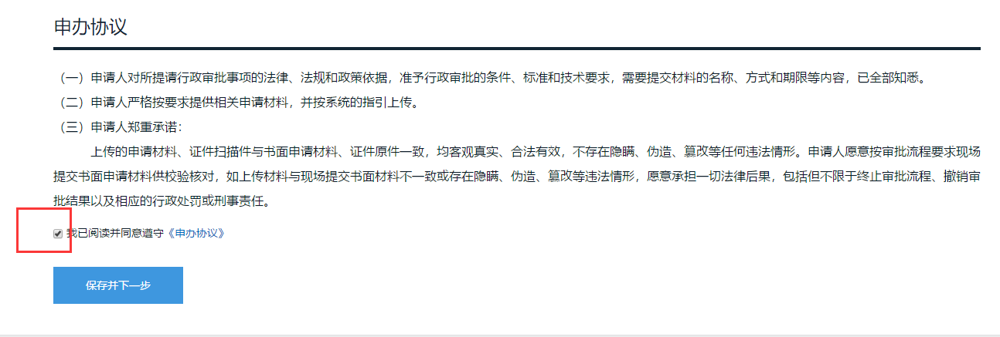 申办协议
（一）申请人对所提请行政审批事项的法律、法规和政策依据，准予行政审批的条件、标准和技术要求，需要提交材料的名称、方式和期限等内容，已全部知悉。
（二）申请人严格按要求提供相关申请材料，并按系统的指引上传。
（三）申请人郑重承诺：
上传的申请材料、证件扫描件与书面申请材料、证件原件一致，均客观真实、合法有效，不存在隐瞒、伪造、篡改等任何违法情形。申请人愿意按审批流程要求现场
提交书面申请材料供校验核对，如上传材料与现场提交书面材料不一致或存在隐瞒、伪造、篡改等违法情形，愿意承担一切法律后果，包括但不限于终止审批流程、撤销审
批结果以及相应的行政处罚或刑事责任。
我已阅读并同意遵守《申办协议》
保存并下一步